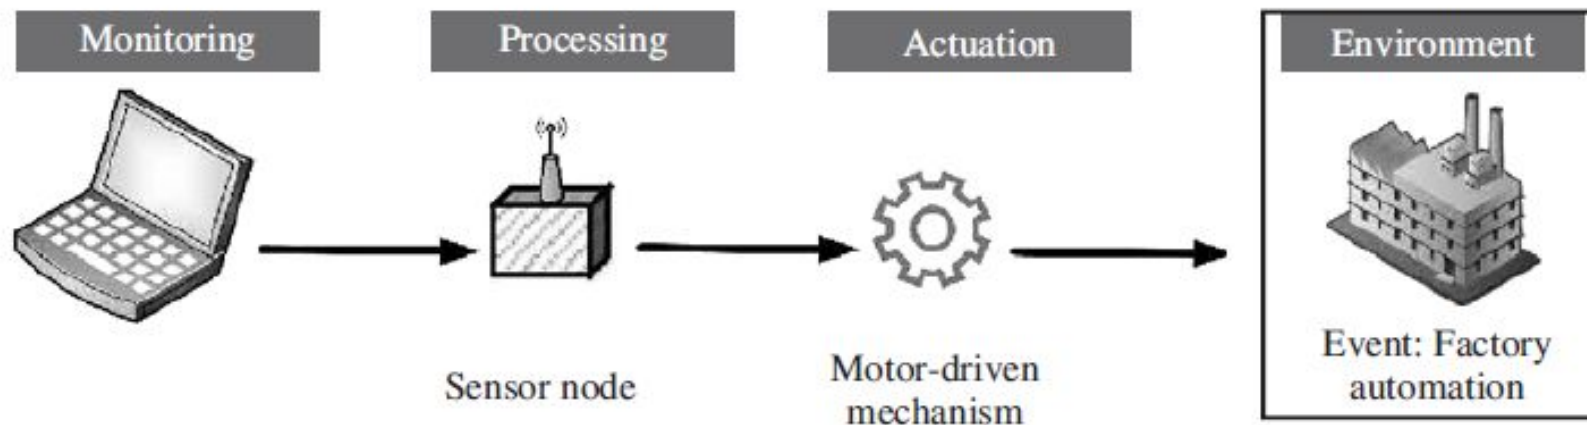 Monitoring
Processing
Actuation
Environment
Sensor node
Motor-driven
mechanism
Event: Factory
automation